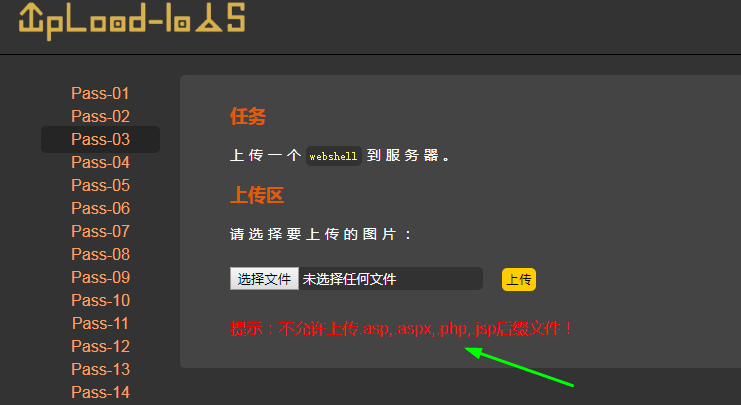 UpLoad-labS
Pass-01
Pass-02
Pass-03
Pass-04
Pass-05
Pass-06
Pass-07
Pass-08
Pass-09
Pass-10
Pass-11
Pass-12
Pass-13
Pass-14
任务
上传一个 webshell 到服务器。
上传区
请选择要上传的图片：
选择文件 未选择任何文件 上传
提示：不允许上传.asp,.aspx,.php,.jsp后缀文件！